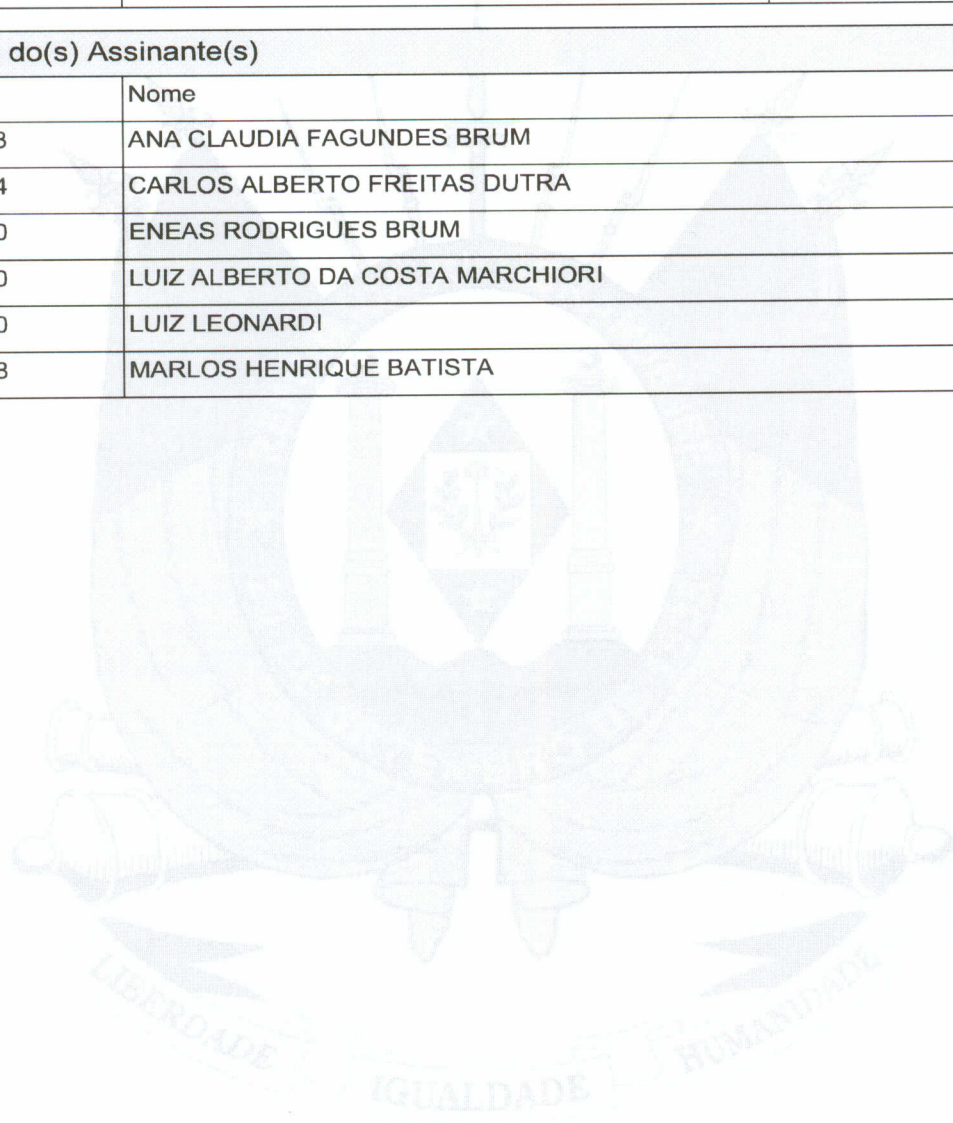 do(s) Assinante(s)
Nome
3 ANA CLAUDIA FAGUNDES BRUM
4 CARLOS ALBERTO FREITAS DUTRA
0 ENEAS RODRIGUES BRUM
0 LUIZ ALBERTO DA COSTA MARCHIORI
0 LUIZ LEONARDI
3 MARLOS HENRIQUE BATISTA
LIBERDADE
IGUALDADE
HUMANIDADE